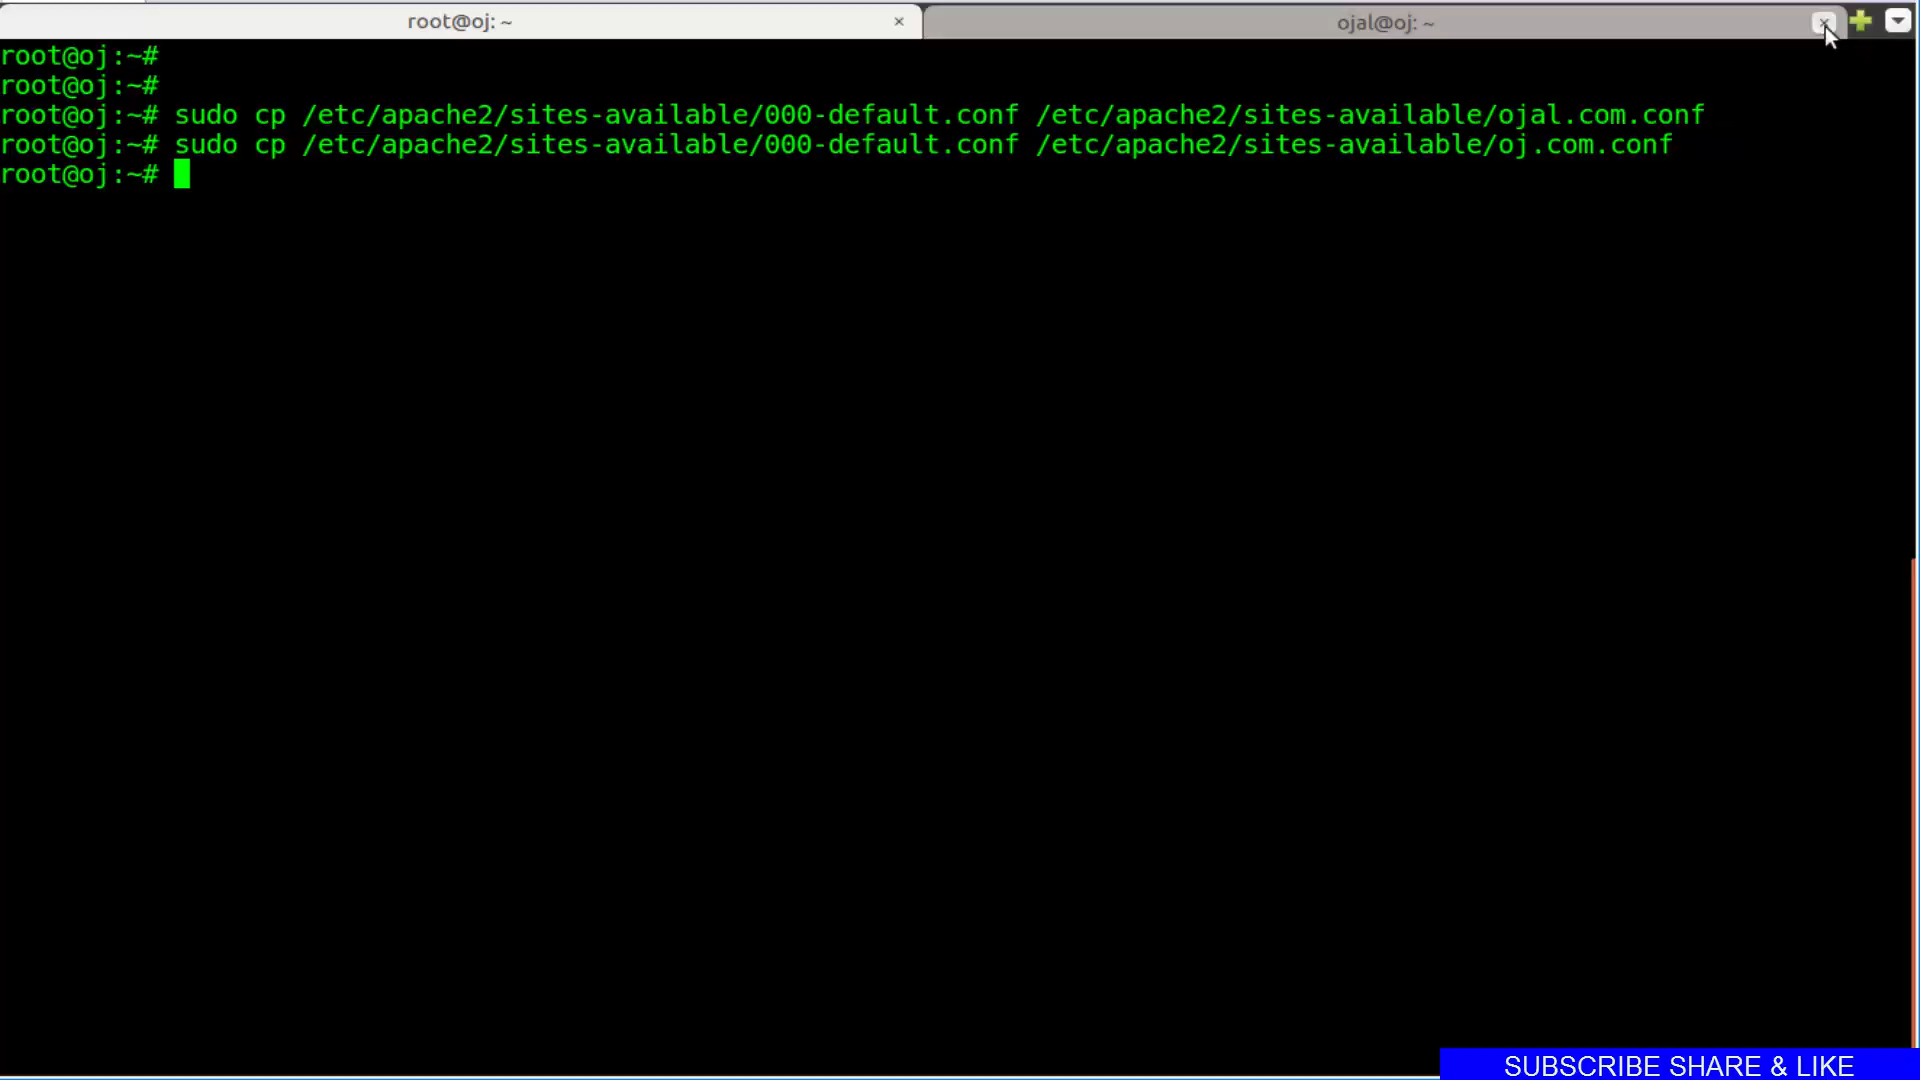 root@oj: ~ ×
ojal@oj: ~ ×
root@oj:~#
root@oj:~#
root@oj:~# sudo cp /etc/apache2/sites-available/000-default.conf /etc/apache2/sites-available/ojal.com.conf
root@oj:~# sudo cp /etc/apache2/sites-available/000-default.conf /etc/apache2/sites-available/oj.com.conf
root@oj:~#
SUBSCRIBE SHARE & LIKE